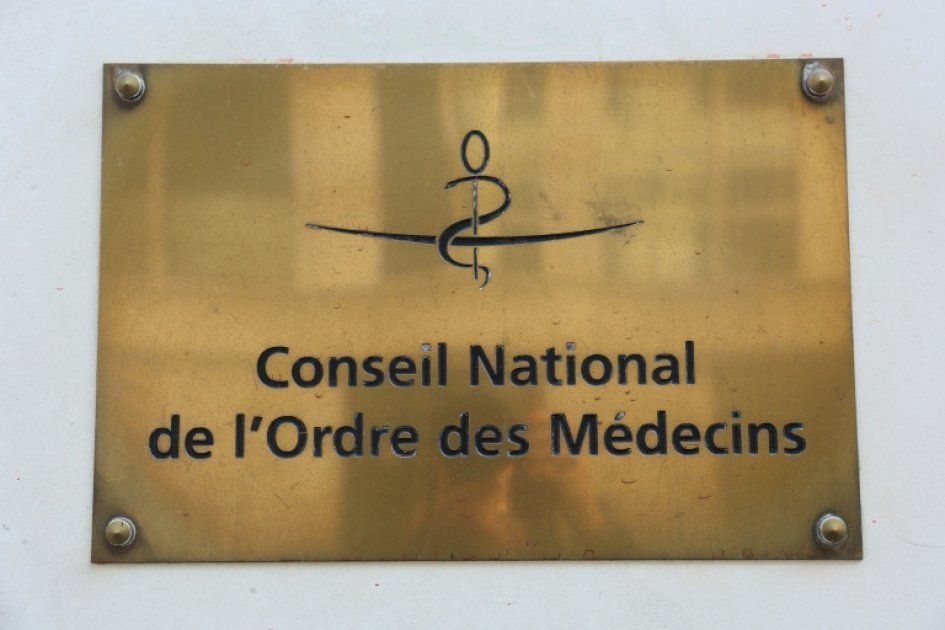 Conseil National
de l'Ordre des Médecins